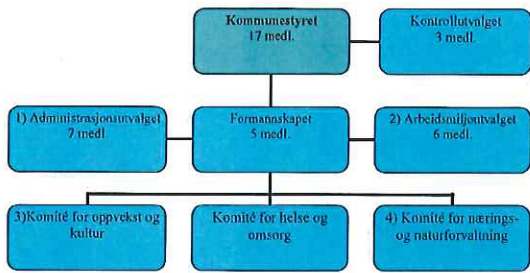 Kommunestyret
17 medl.
Kontrollutvalget
3 medl.
1) Administrasjonsutvalget
7 medl.
Formannskapet
5 medl.
2) Arbeidsmiljøutvalget
6 medl.
3)Komité for oppvekst og
kultur
Komité for helse og
omsorg
4) Komité for nærings-
og naturforvaltning